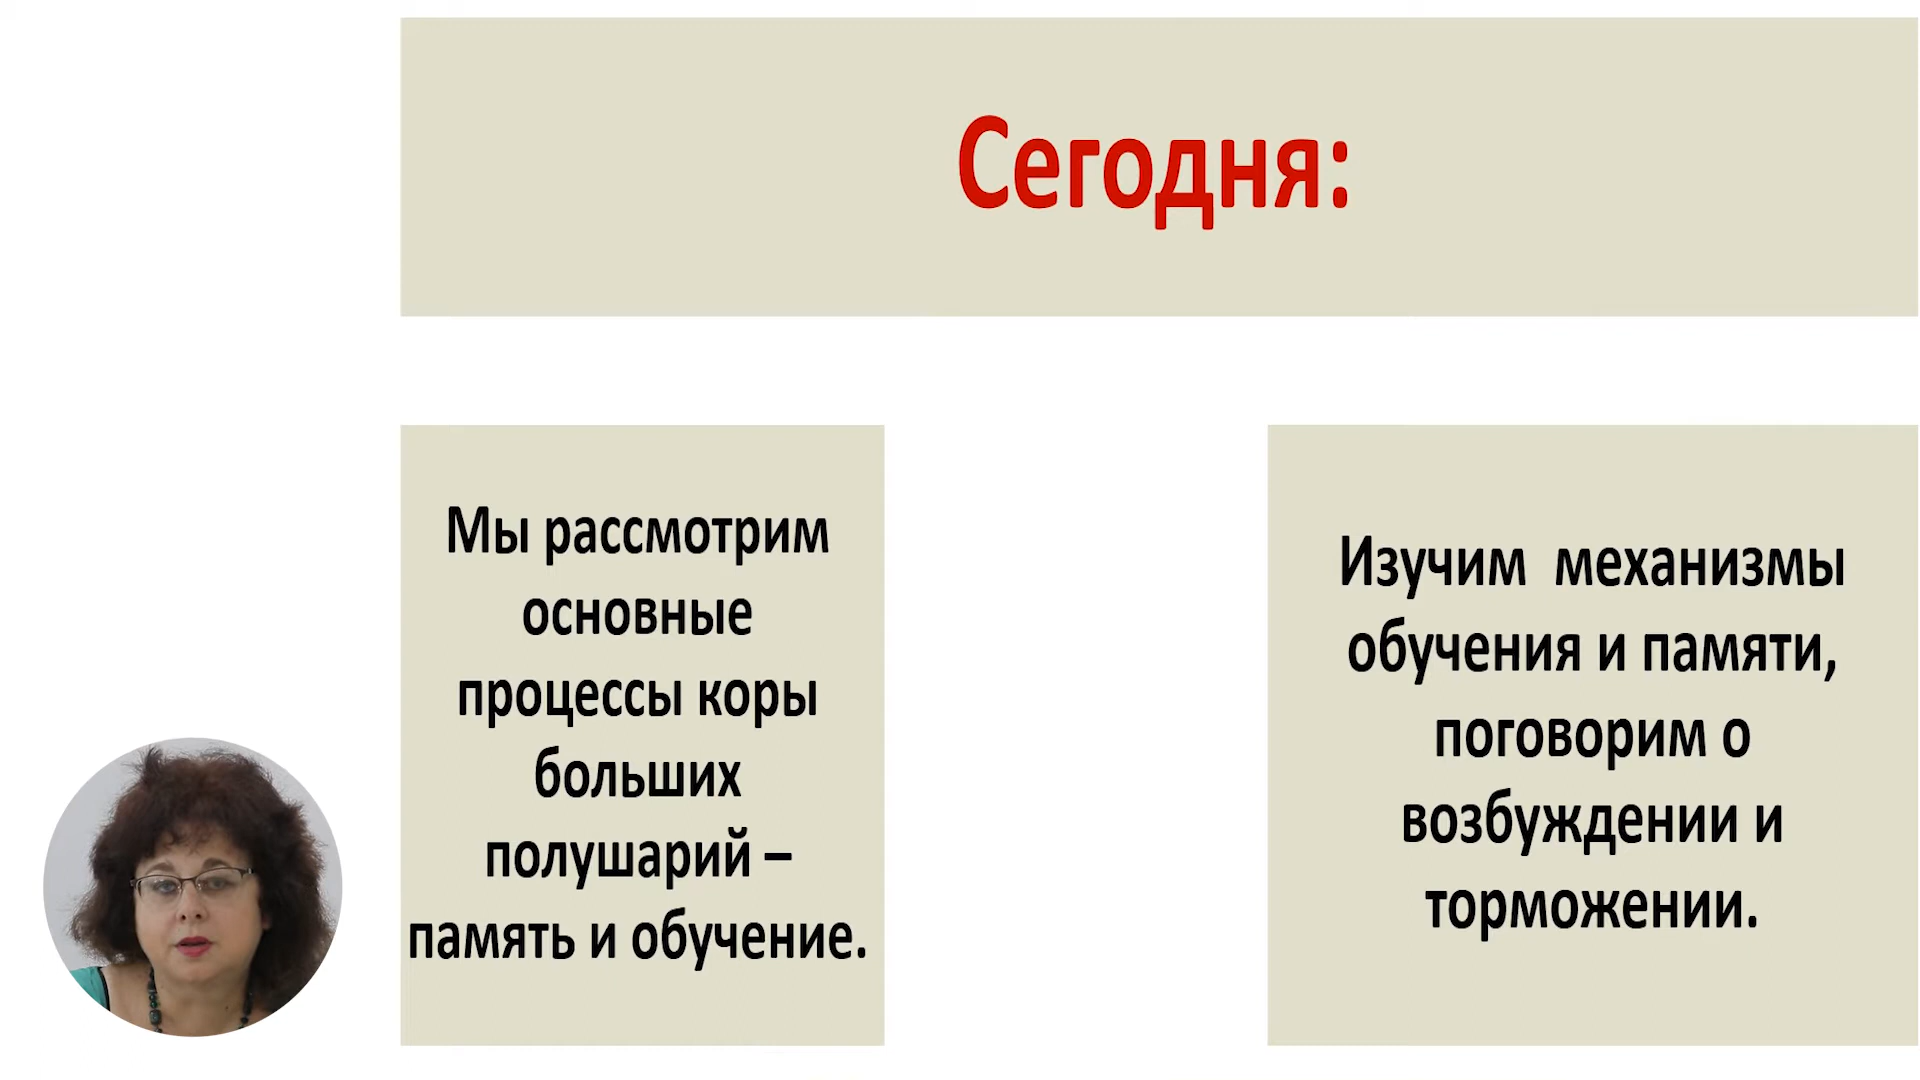 Сегодня:
Мы рассмотрим
основные
процессы коры
больших
полушарий –
память и обучение.
Изучим  механизмы
обучения и памяти,
поговорим о
возбуждении и
торможении.